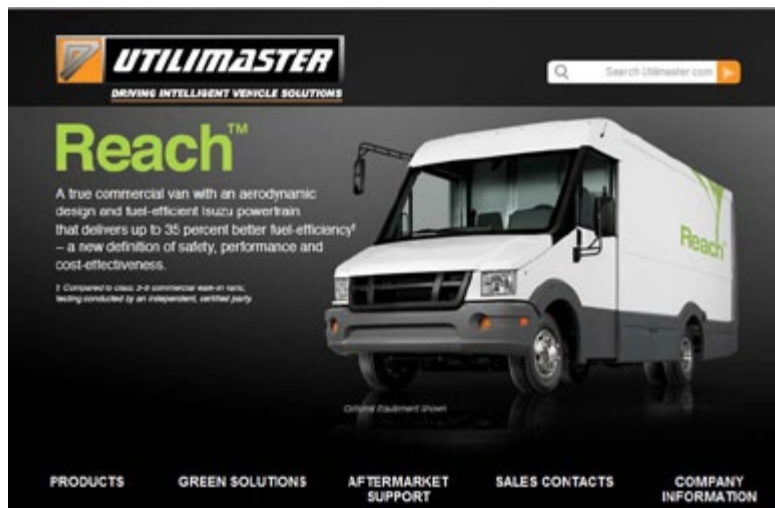 UTILIMASTER
DRIVING INTELLIGENT VEHICLE SOLUTIONS
Search Utilimaster.com
Reach™
A true commercial van with an aerodynamic
design and fuel-efficient Isuzu powertrain
that delivers up to 35 percent better fuel-efficiency‡
– a new definition of safety, performance and
cost-effectiveness.
‡ Compared to class 3-5 commercial walk-in vans,
testing conducted by an independent, certified party
Reach
Optional Equipment Shown
PRODUCTS
GREEN SOLUTIONS
AFTERMARKET
SUPPORT
SALES CONTACTS
COMPANY
INFORMATION